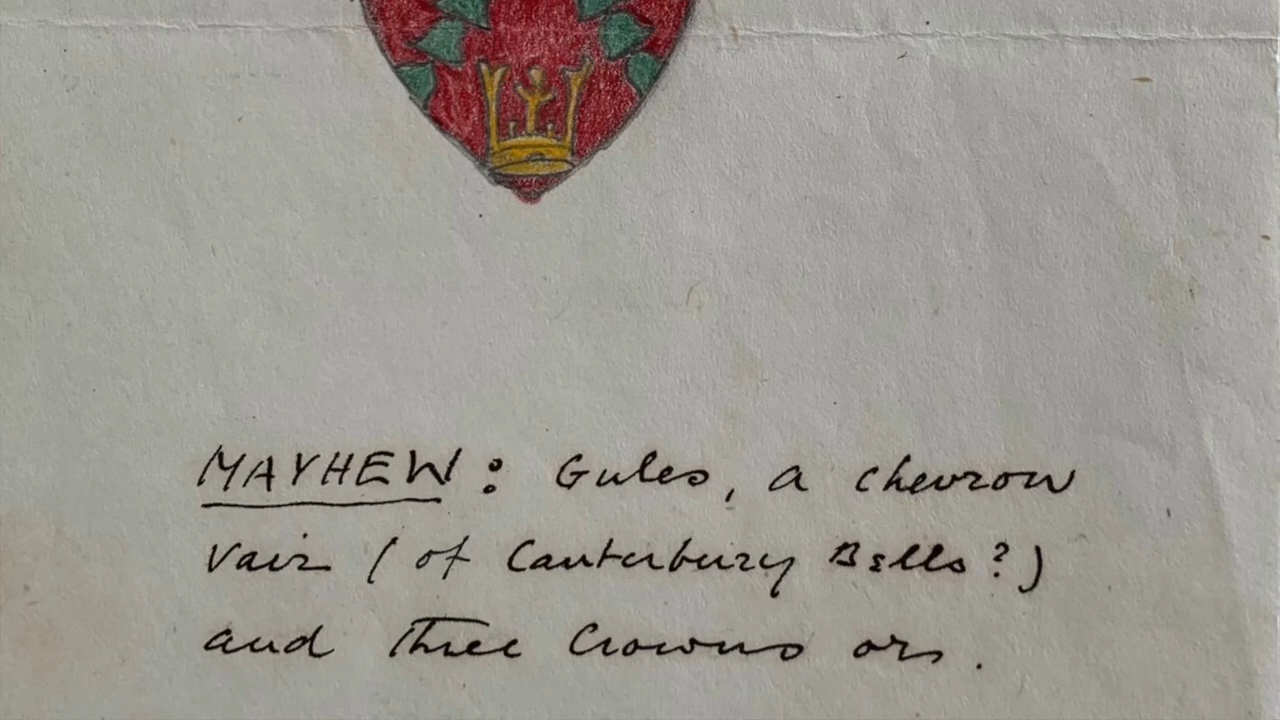 MAYHEW: Gules, a chevron
Vair (of Canterbury Bells?)
and three Crowns or.